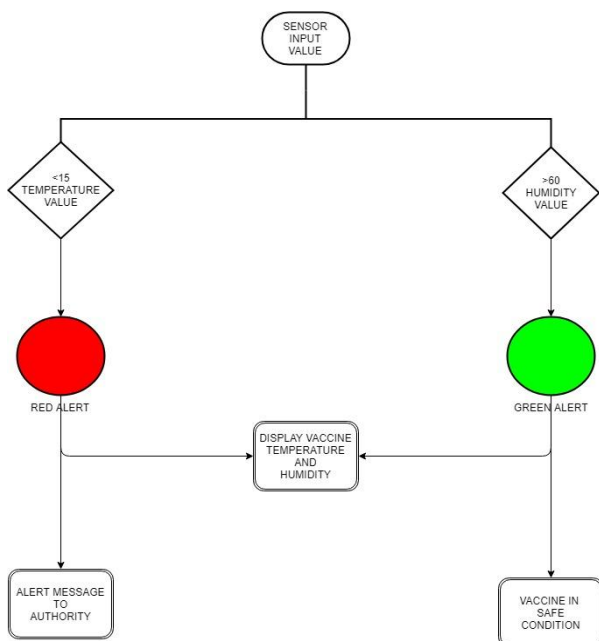 SENSOR
INPUT
VALUE
<15
TEMPERATURE
VALUE
>60
HUMIDITY
VALUE
RED ALERT
GREEN ALERT
DISPLAY VACCINE
TEMPERATURE
AND
HUMIDITY
ALERT MESSAGE
TO
AUTHORITY
VACCINE IN
SAFE
CONDITION